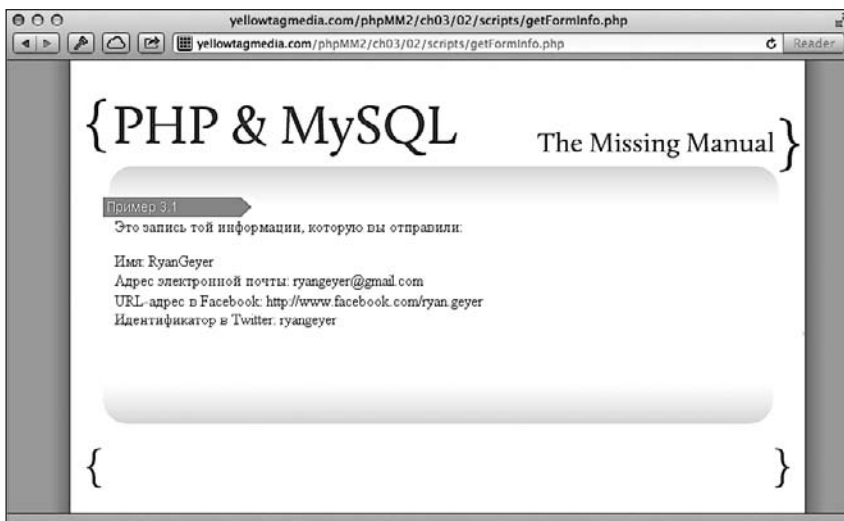 yellowtagmedia.com/phpMM2/ch03/02/scripts/getFormInfo.php
yellowtagmedia.com/phpMM2/ch03/02/scripts/getFormInfo.php
Reader
{PHP & MySQL
The Missing Manual}
Пример 3.1
Это запись той информации, которую вы отправили:
Имя: RyanGeyer
Адрес электронной почты: ryangeyer@gmail.com
URL-адрес в Facebook: http://www.facebook.com/ryan.geyer
Идентификатор в Twitter: ryangeyer
{ }